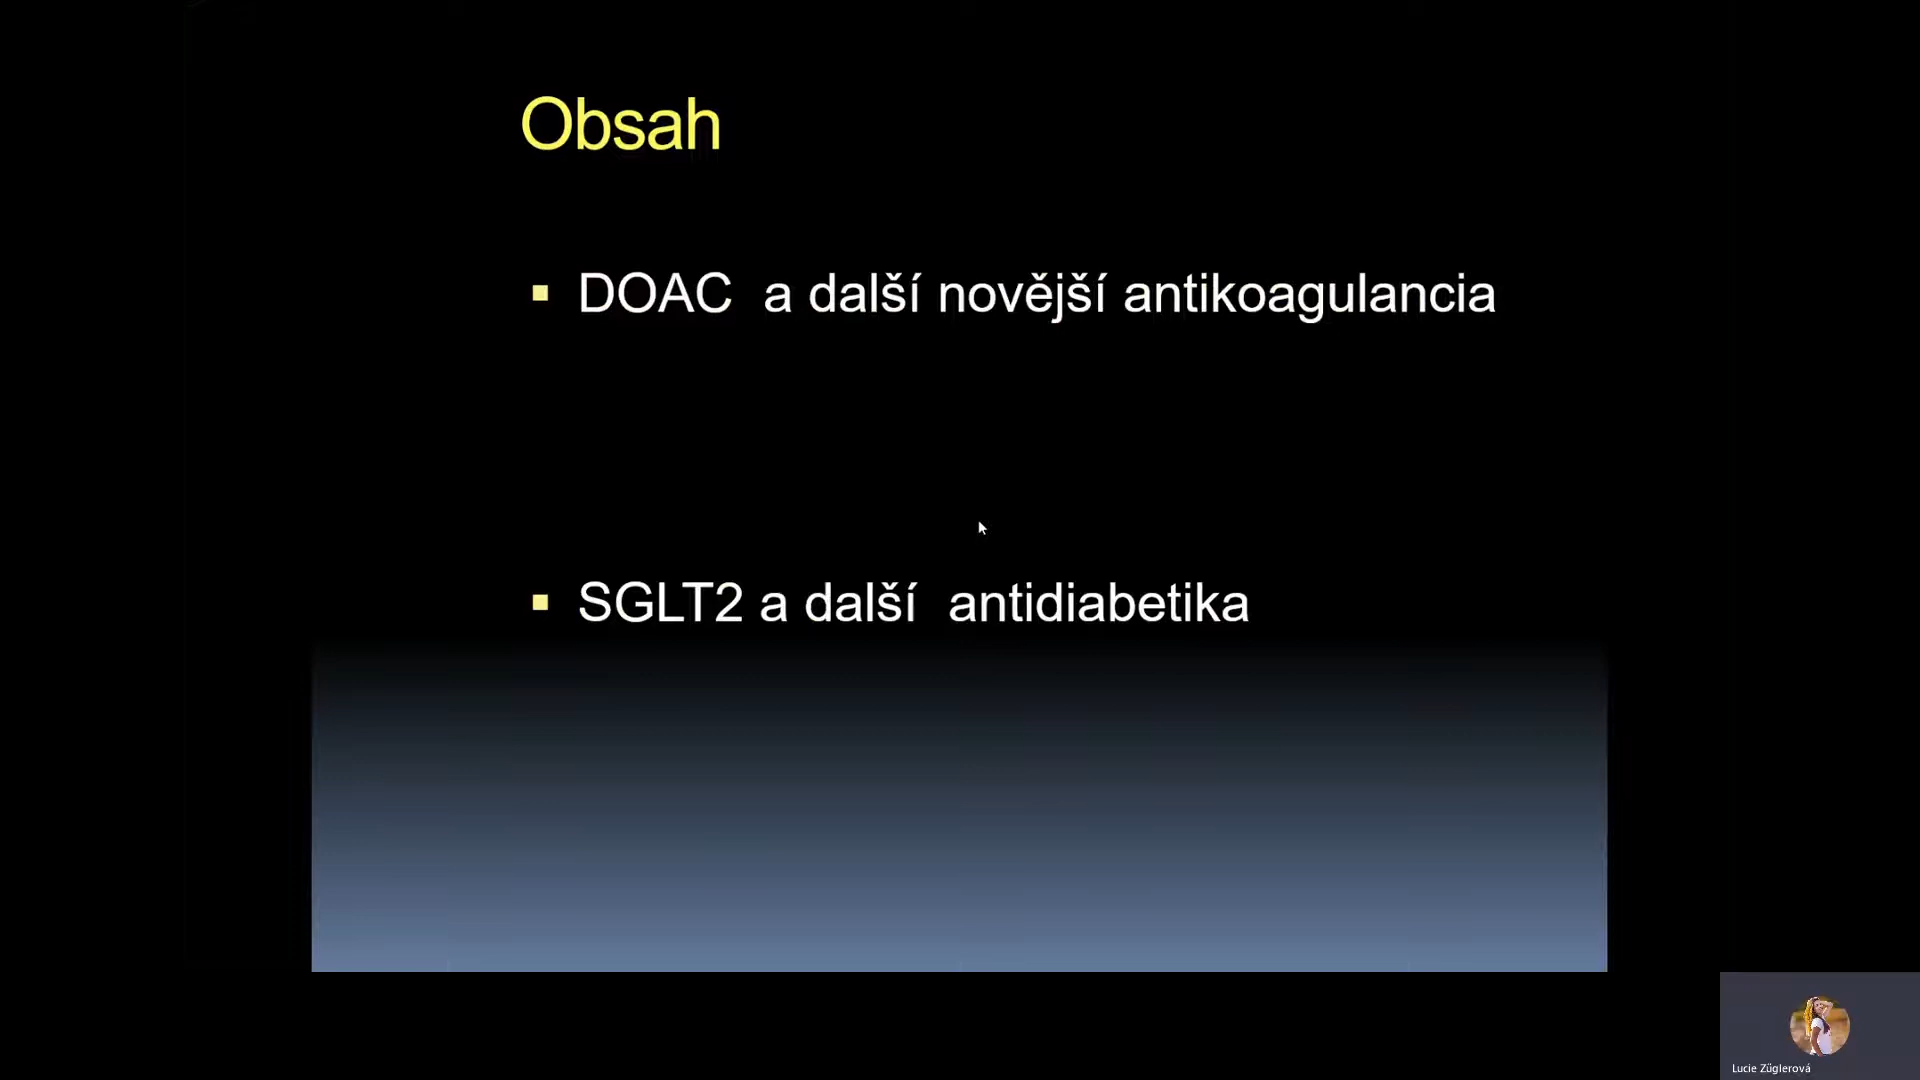 Obsah
DOAC  a další novější antikoagulancia
SGLT2 a další  antidiabetika
Lucie Züglerová